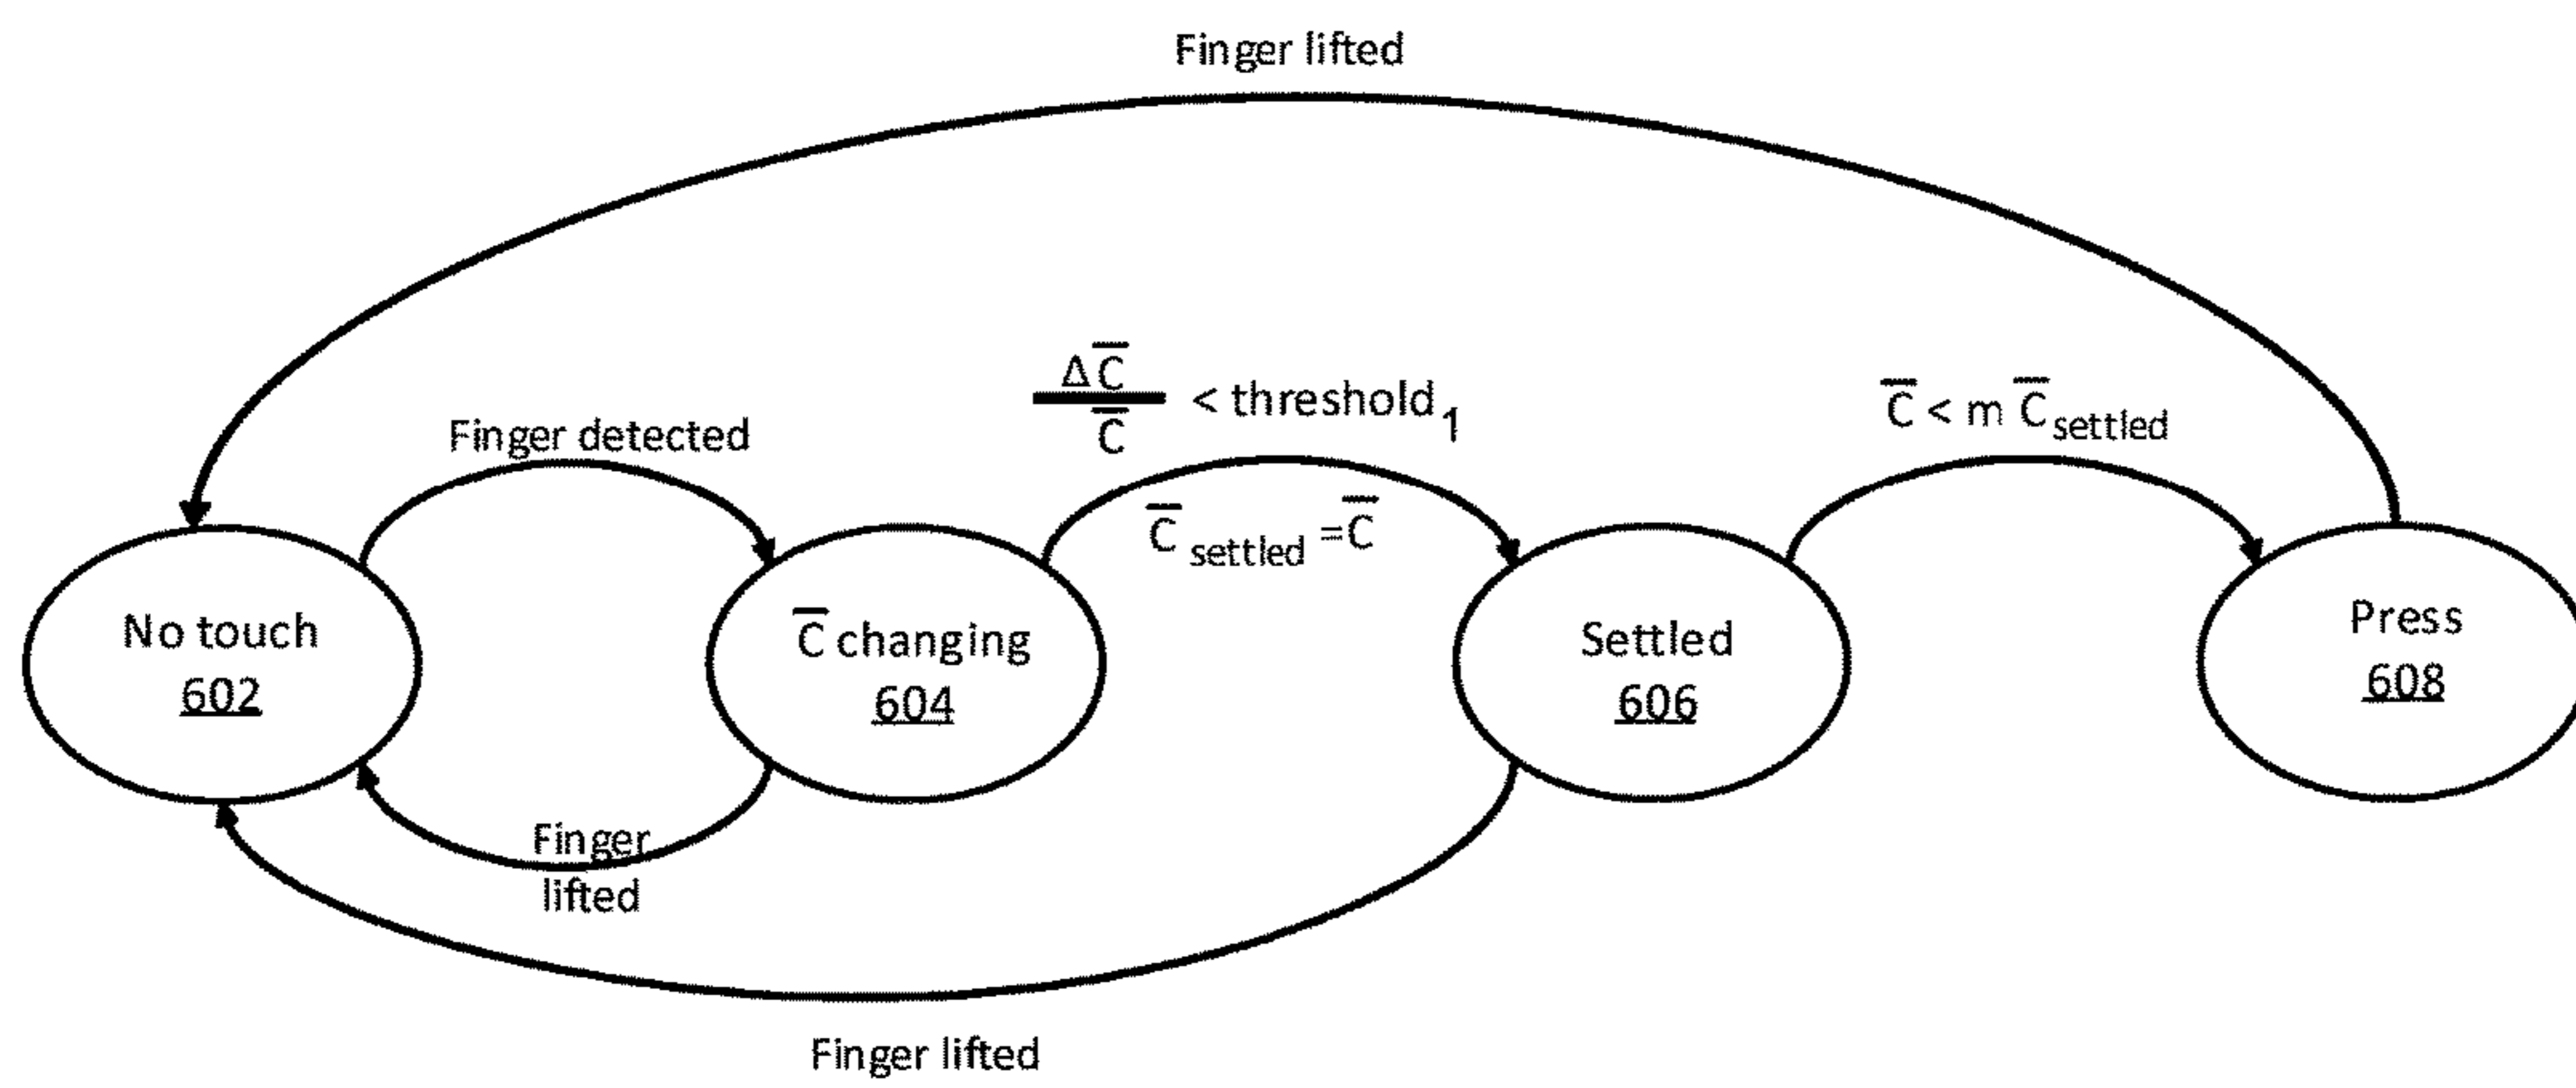 Finger lifted
ΔC̅
C̅
< threshold₁
C̅ < m C̅settled
Finger detected
C̅settled =C̅
No touch
602
C̅ changing
604
Settled
606
Press
608
Finger
lifted
Finger lifted